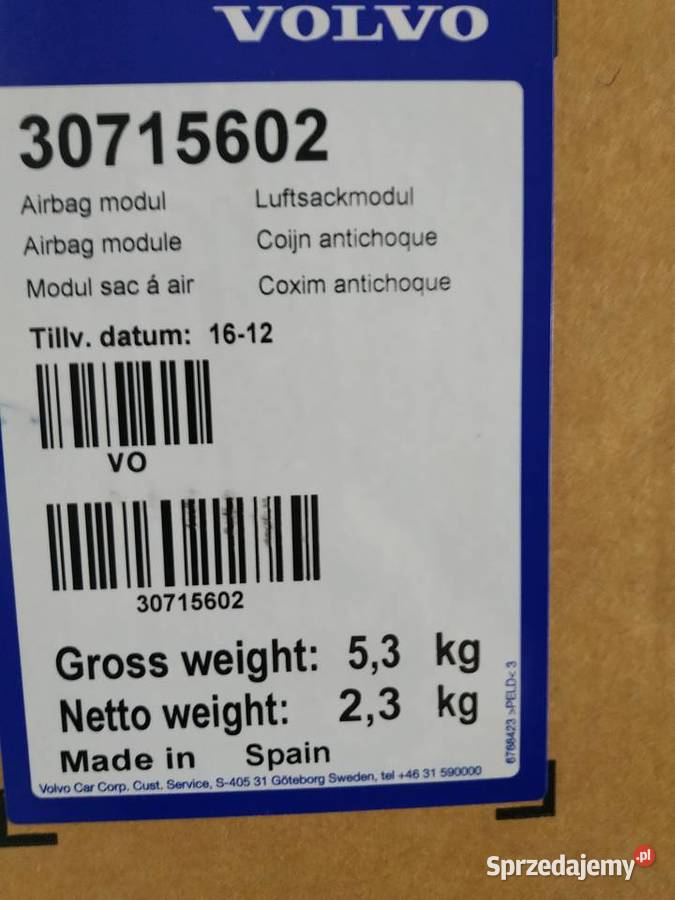 VOLVO
30715602
Airbag modul Luftsackmodul
Airbag module Coijn antichoque
Modul sac á air Coxim antichoque
Tillv. datum: 16-12
VO
30715602
Gross weight: 5,3 kg
Netto weight: 2,3 kg
Made in Spain
Volvo Car Corp. Cust. Service, S-405 31 Göteborg Sweden, tel +46 31 590000
6768423 >PELD< 3
Sprzedajemy.pl